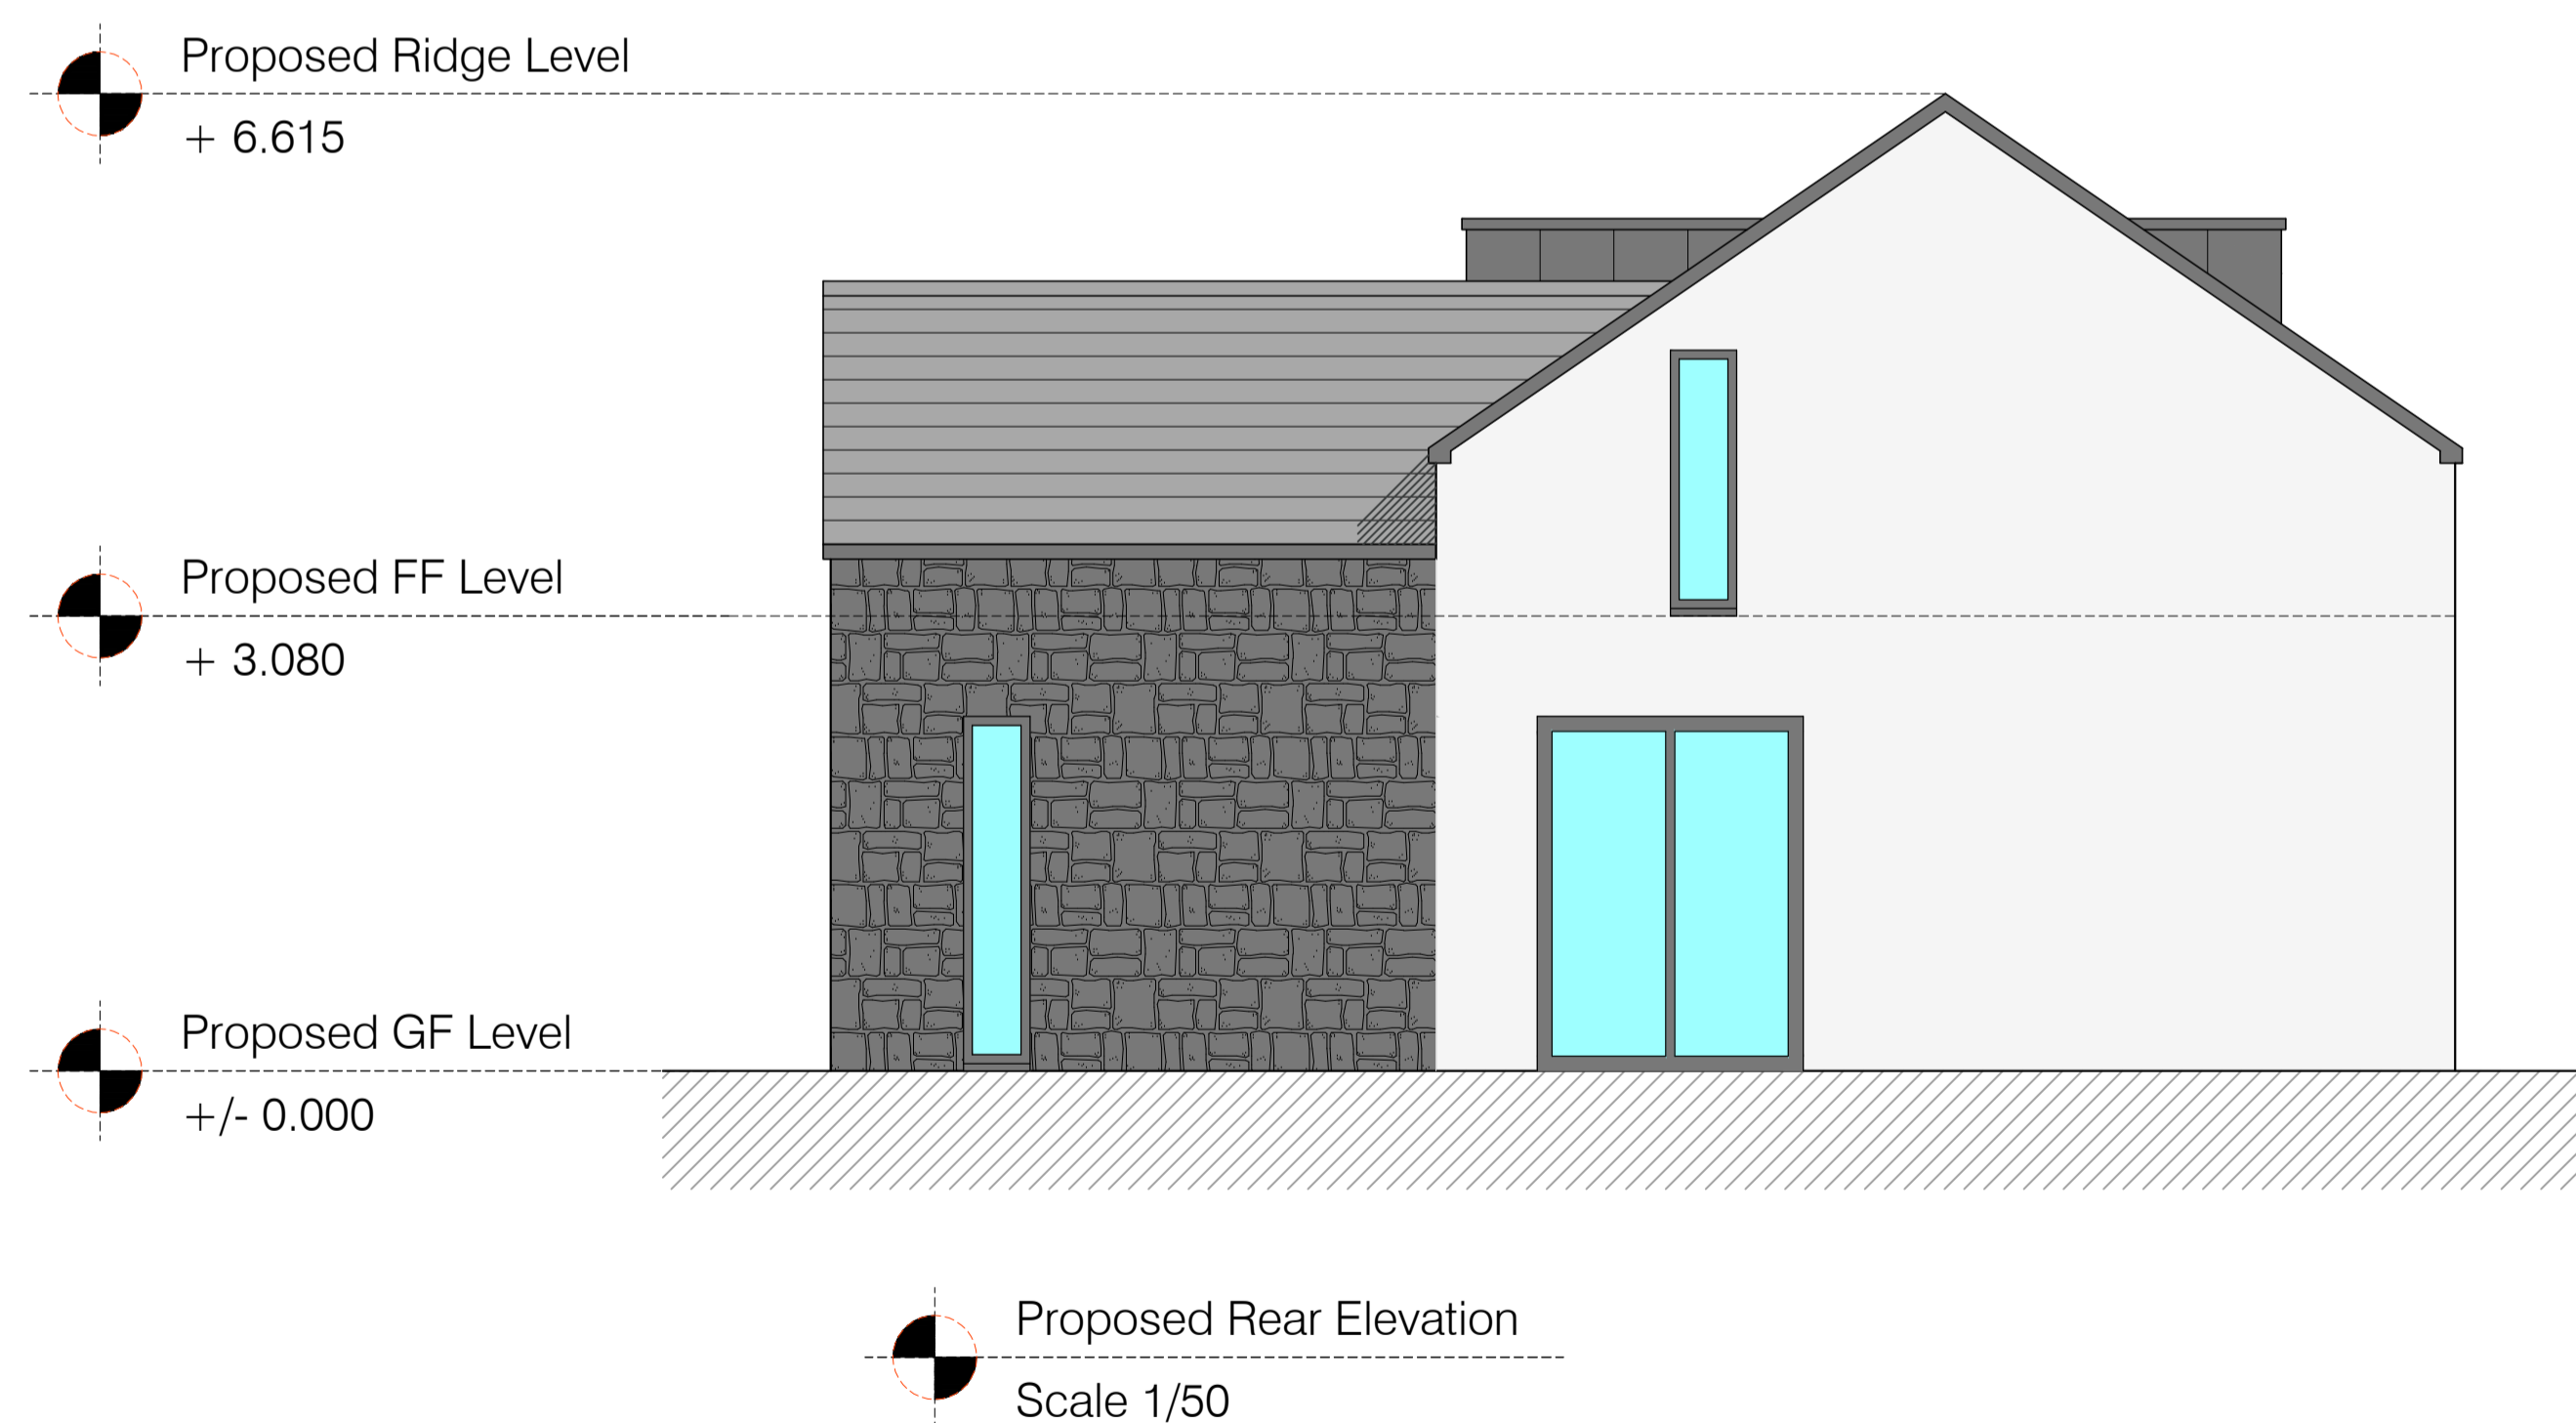 Proposed Ridge Level
+ 6.615
Proposed FF Level
+ 3.080
Proposed GF Level
+/- 0.000
Proposed Rear Elevation
Scale 1/50